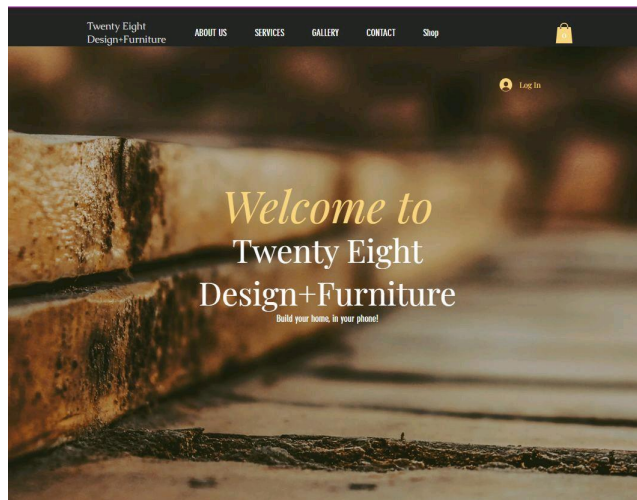 Twenty Eight
Design+Furniture
ABOUT US SERVICES GALLERY CONTACT Shop
0
Log In
Welcome to
Twenty Eight
Design+Furniture
Build your home, in your phone!